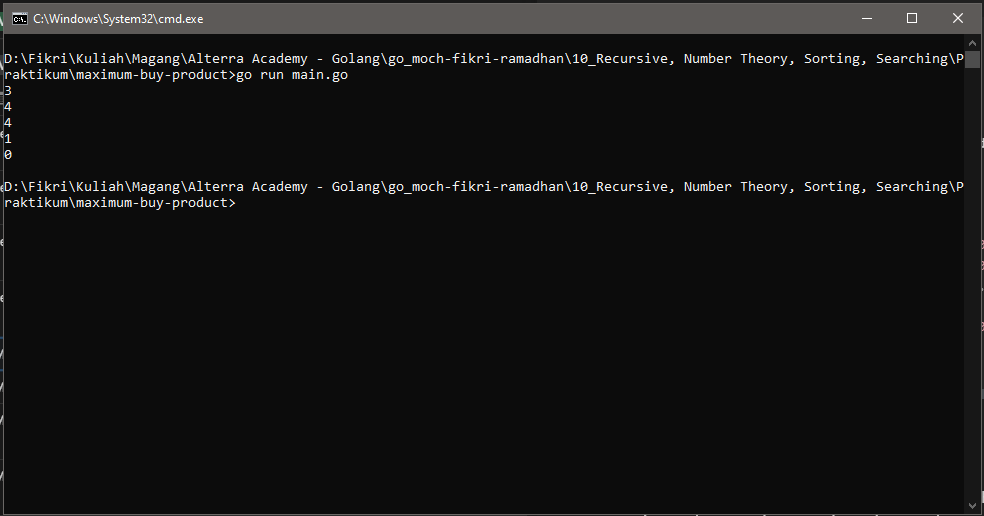 C:\Windows\System32\cmd.exe
D:\Fikri\Kuliah\Magang\Alterra Academy - Golang\go_moch-fikri-ramadhan\10_Recursive, Number Theory, Sorting, Searching\P
raktikum\maximum-buy-product>go run main.go
3
4
4
1
0
D:\Fikri\Kuliah\Magang\Alterra Academy - Golang\go_moch-fikri-ramadhan\10_Recursive, Number Theory, Sorting, Searching\P
raktikum\maximum-buy-product>